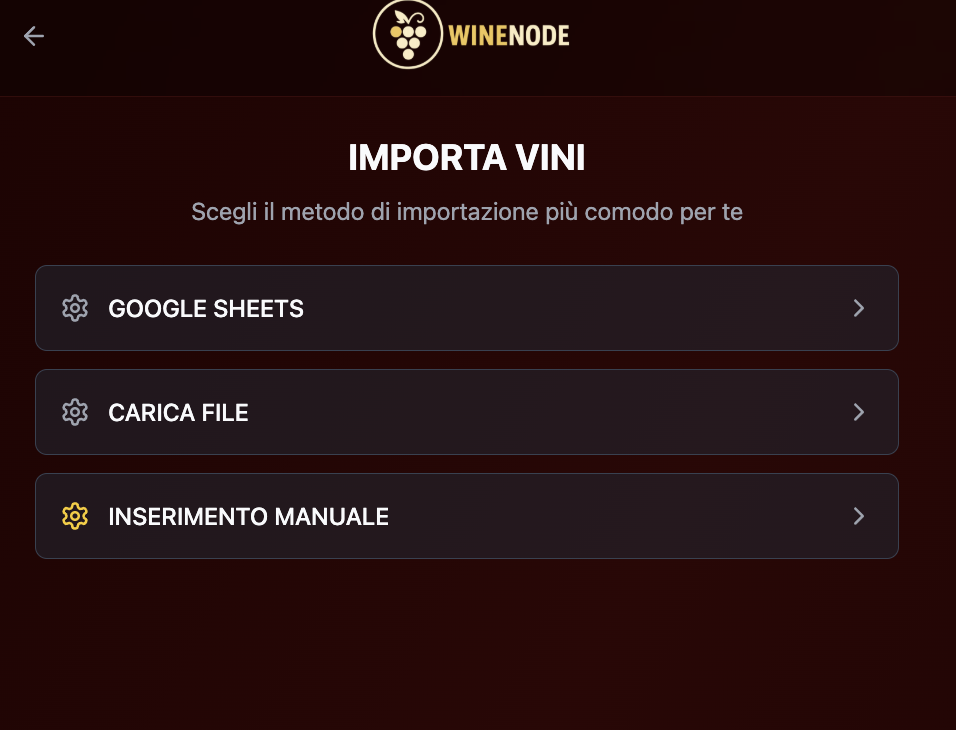 WINENODE
IMPORTA VINI
Scegli il metodo di importazione più comodo per te
GOOGLE SHEETS
CARICA FILE
INSERIMENTO MANUALE